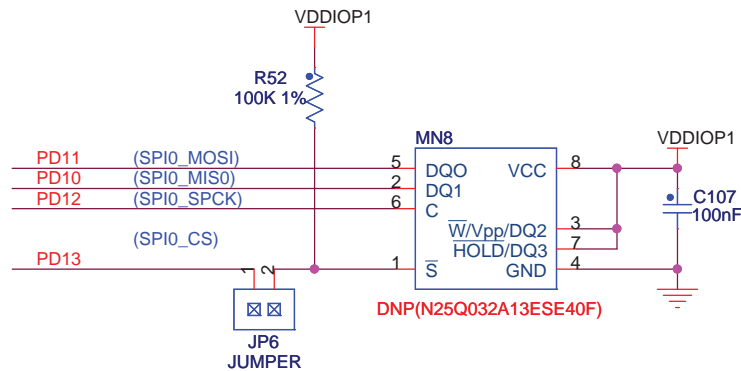 VDDIOP1
R52
100K 1%
MN8
VDDIOP1
PD11 (SPI0_MOSI) 5 DQO VCC 8
PD10 (SPI0_MIS0) 2 DQ1
PD12 (SPI0_SPCK) 6 C
C107
100nF
W/Vpp/DQ2 3
(SPI0_CS)
HOLD/DQ3 7
PD13 1 S GND 4
1 2
DNP(N25Q032A13ESE40F)
JP6
JUMPER